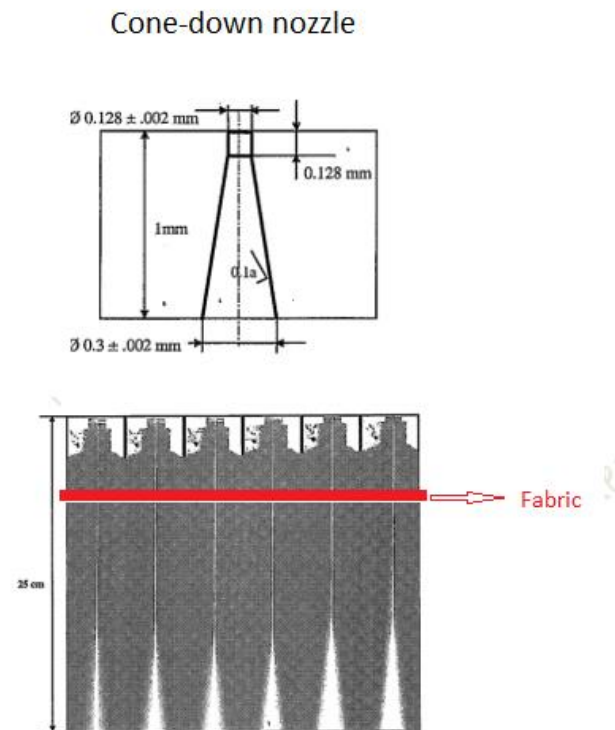 Cone-down nozzle
Ø 0.128 ± .002 mm
0.128 mm
1mm
0.1a
Ø 0.3 ± .002 mm
Fabric
25 cm